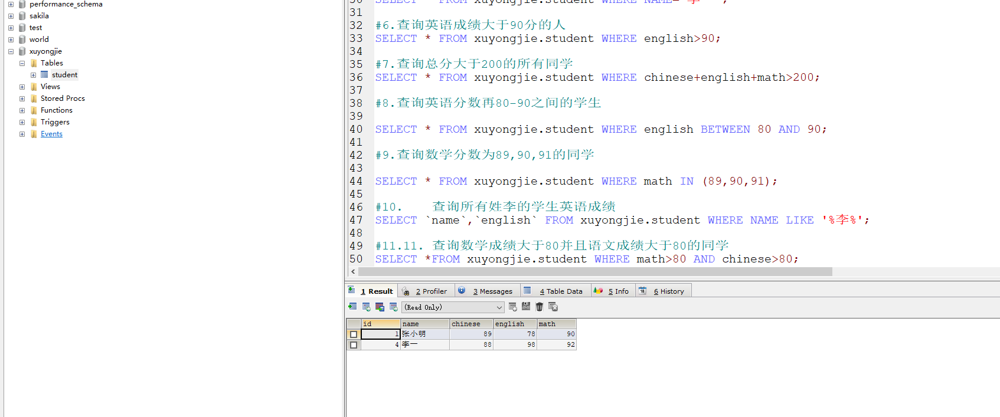 performance_schema
sakila
test
world
xuyongjie
Tables
student
Views
Stored Procs
Functions
Triggers
Events
31
32 #6.查询英语成绩大于90分的人
33 SELECT * FROM xuyongjie.student WHERE english>90;
34
35 #7.查询总分大于200的所有同学
36 SELECT * FROM xuyongjie.student WHERE chinese+english+math>200;
37
38 #8.查询英语分数再80-90之间的学生
39
40 SELECT * FROM xuyongjie.student WHERE english BETWEEN 80 AND 90;
41
42 #9.查询数学分数为89,90,91的同学
43
44 SELECT * FROM xuyongjie.student WHERE math IN (89,90,91);
45
46 #10. 查询所有姓李的学生英语成绩
47 SELECT `name`,`english` FROM xuyongjie.student WHERE NAME LIKE '%李%';
48
49 #11.11. 查询数学成绩大于80并且语文成绩大于80的同学
50 SELECT *FROM xuyongjie.student WHERE math>80 AND chinese>80;
1 Result 2 Profiler 3 Messages 4 Table Data 5 Info 6 History
(Read Only)
id name chinese english math
1 张小明 89 78 90
4 李一 88 98 92